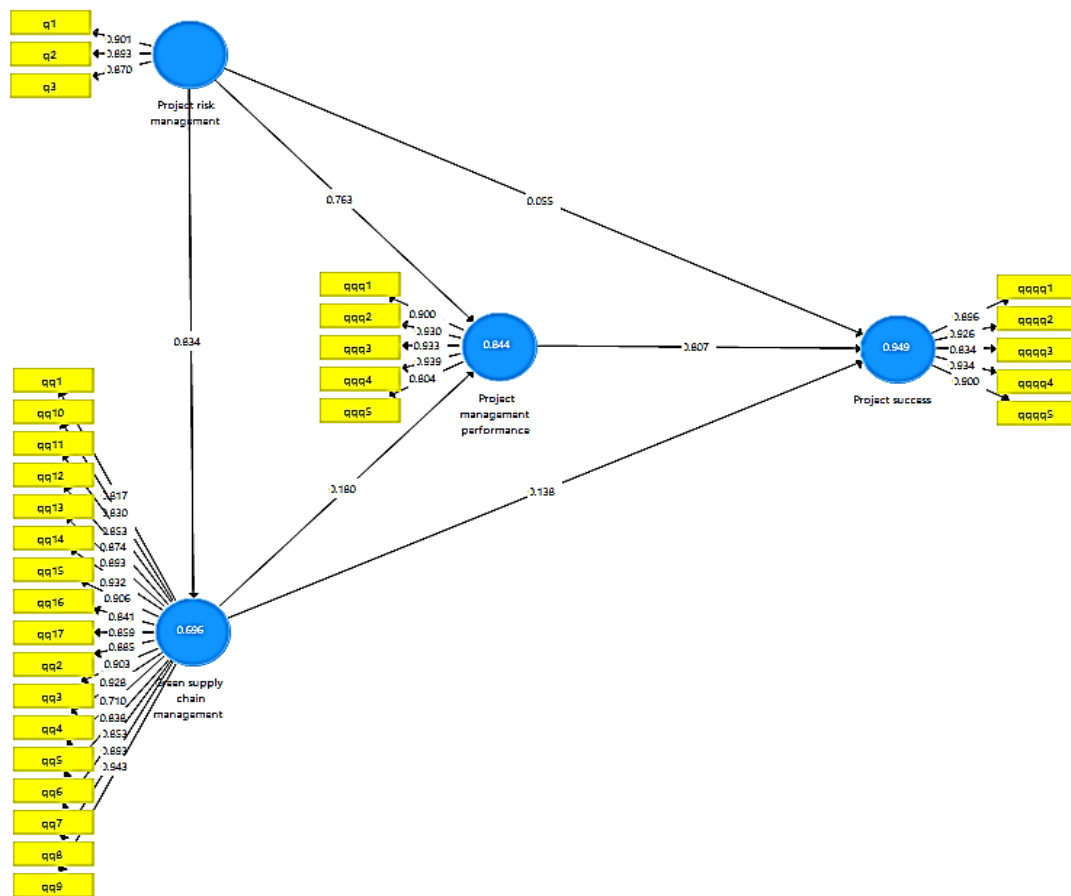 q1
q2
q3
0.901
0.893
0.870
Project risk
management
0.763
0.055
0.834
qqq1
qqq2
qqq3
qqq4
qqq5
0.900
0.930
0.933
0.939
0.804
0.844
Project
management
performance
0.807
0.949
Project success
qqqq1
qqqq2
qqqq3
qqqq4
qqqq5
0.896
0.926
0.834
0.934
0.900
0.180
0.138
qq1
qq10
qq11
qq12
qq13
qq14
qq15
qq16
qq17
qq2
qq3
qq4
qq5
qq6
qq7
qq8
qq9
0.817
0.830
0.853
0.874
0.893
0.932
0.906
0.841
0.859
0.885
0.903
0.928
0.710
0.838
0.853
0.943
0.696
Green supply
chain
management